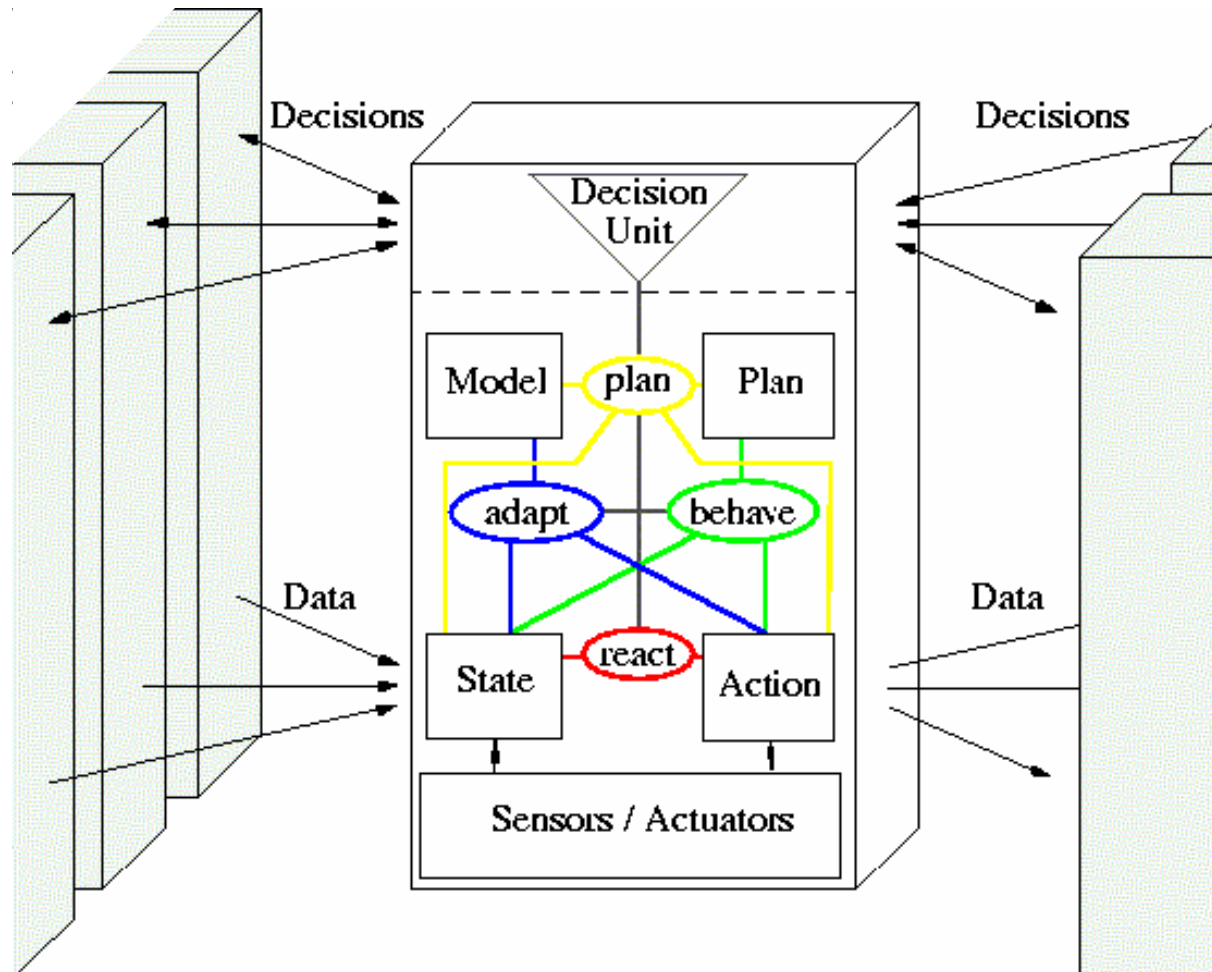 Decisions
Decisions
Decision
Unit
Model
plan
Plan
adapt
behave
Data
Data
State
react
Action
Sensors / Actuators